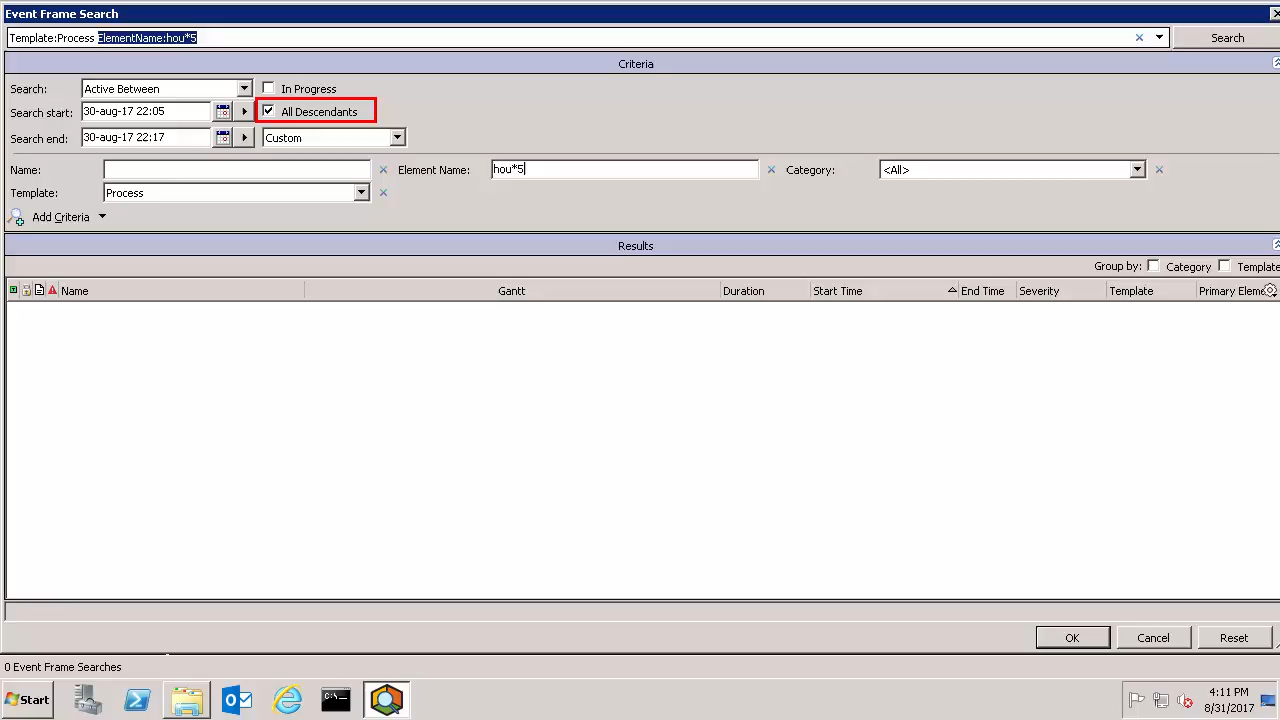 Event Frame Search
Template:Process ElementName:hou*5
Search
Criteria
Search: Active Between In Progress
Search start: 30-aug-17 22:05 All Descendants
Search end: 30-aug-17 22:17 Custom
Name: Element Name: hou*5 Category: <All>
Template: Process
Add Criteria
Results
Group by: Category Template
Name Gantt Duration Start Time End Time Severity Template Primary Eleme
OK Cancel Reset
0 Event Frame Searches
Start
4:11 PM
8/31/2017